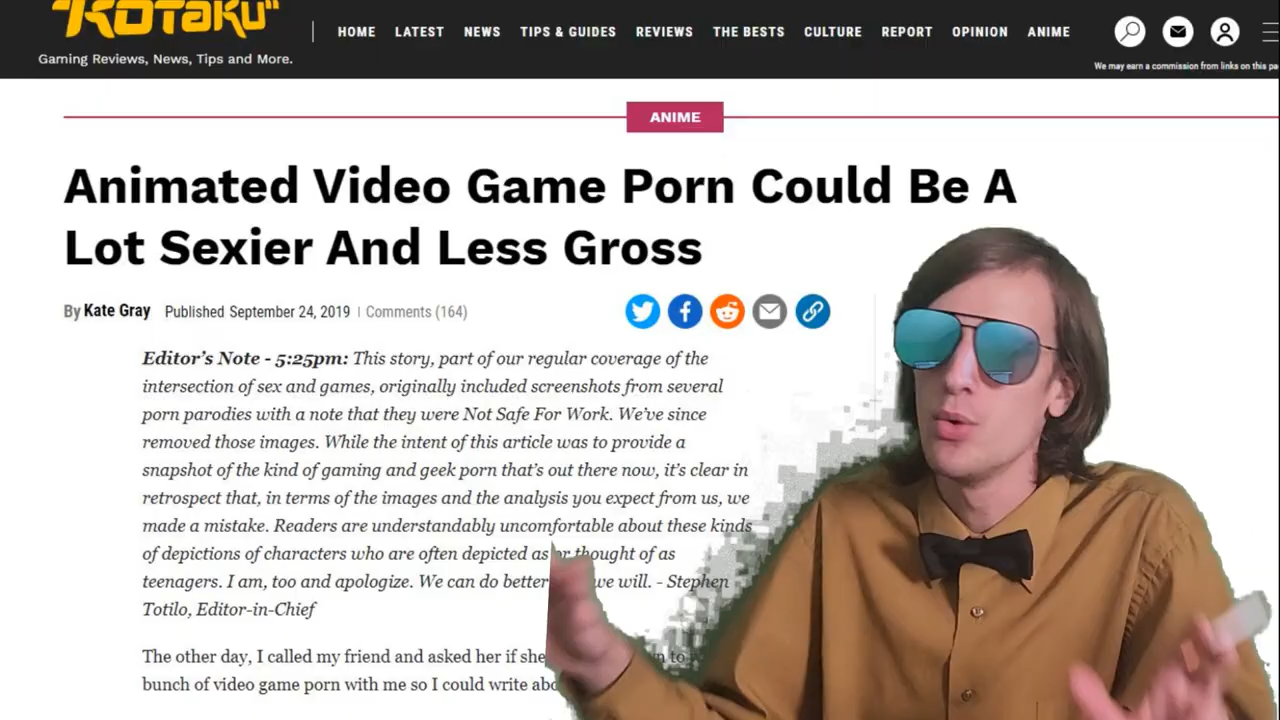 KOTAKU
Gaming Reviews, News, Tips and More.
HOME LATEST NEWS TIPS & GUIDES REVIEWS THE BESTS CULTURE REPORT OPINION ANIME
We may earn a commission from links on this pa
ANIME
Animated Video Game Porn Could Be A
Lot Sexier And Less Gross
By Kate Gray Published September 24, 2019 Comments (164)
Editor's Note - 5:25pm: This story, part of our regular coverage of the
intersection of sex and games, originally included screenshots from several
porn parodies with a note that they were Not Safe For Work. We've since
removed those images. While the intent of this article was to provide a
snapshot of the kind of gaming and geek porn that's out there now, it's clear in
retrospect that, in terms of the images and the analysis you expect from us, we
made a mistake. Readers are understandably uncomfortable about these kinds
of depictions of characters who are often depicted as or thought of as
teenagers. I am, too and apologize. We can do better we will. - Stephen
Totilo, Editor-in-Chief
The other day, I called my friend and asked her if she to
bunch of video game porn with me so I could write